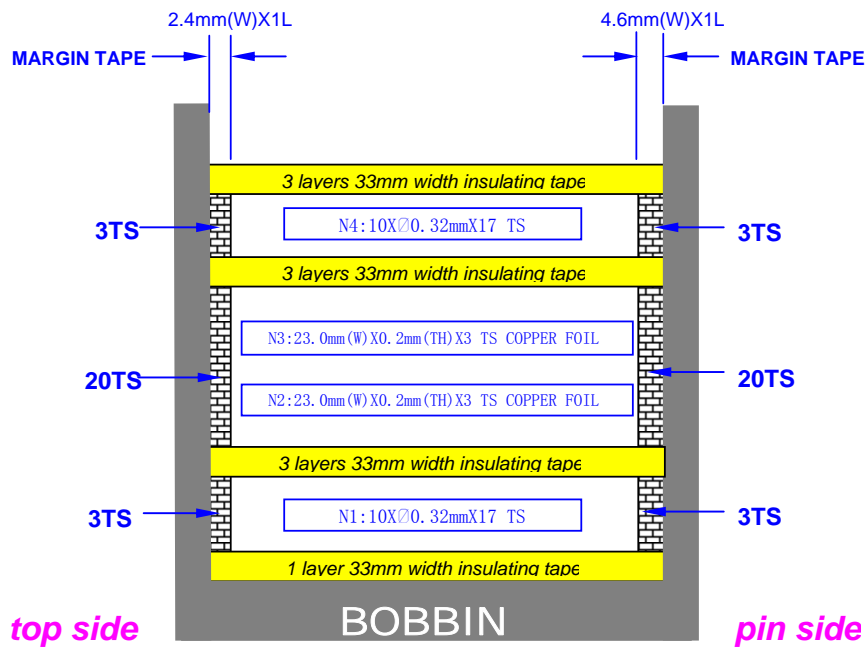 2.4mm(W)X1L
4.6mm(W)X1L
MARGIN TAPE
MARGIN TAPE
3 layers 33mm width insulating tape
3TS
N4:10X∅0.32mmX17 TS
3TS
3 layers 33mm width insulating tape
N3:23.0mm(W)X0.2mm(TH)X3 TS COPPER FOIL
20TS
20TS
N2:23.0mm(W)X0.2mm(TH)X3 TS COPPER FOIL
3 layers 33mm width insulating tape
3TS
N1:10X∅0.32mmX17 TS
3TS
1 layer 33mm width insulating tape
top side
BOBBIN
pin side